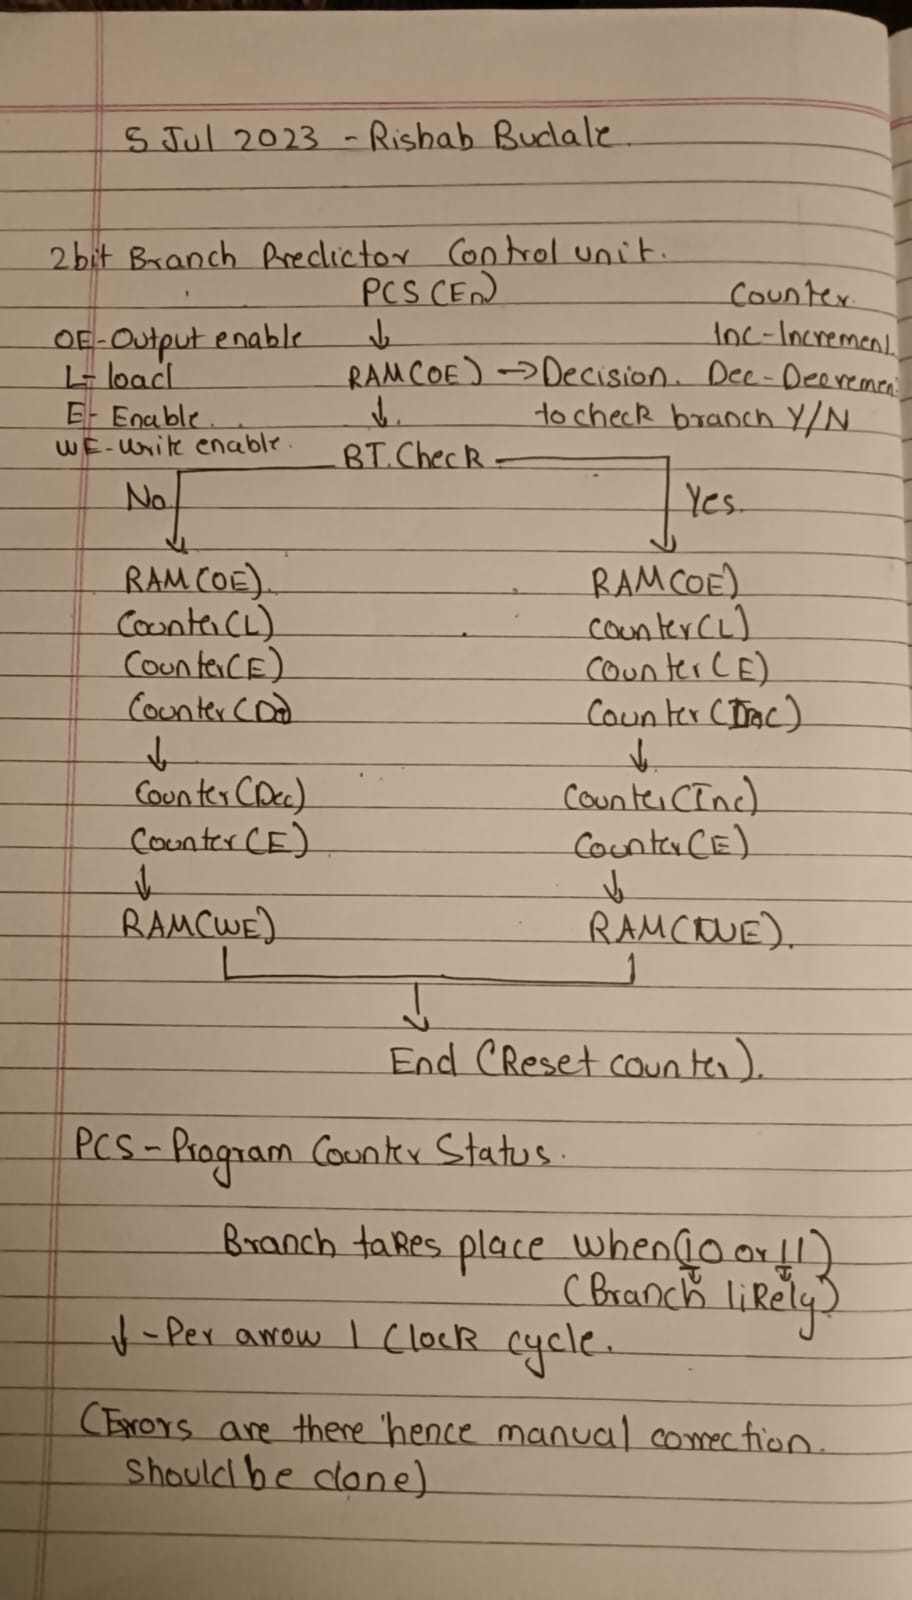 5 Jul 2023 - Rishab Budale.
2bit Branch Predictor Control unit.
PCS (En)
Counter
OE-Output enable
↓
Inc-Increment
L- load
RAM(OE) → Decision.
Dec-Decremen
E- Enable.
↓
to check branch Y/N
WE-Write enable.
BT.Check
No
Yes.
RAM(OE).
RAM(OE)
Counter(L)
Counter(L)
Counter(E)
Counter(E)
Counter(De)
Counter(Inc)
↓
↓
Counter(Dec)
Counter(Inc)
Counter(E)
Counter(E)
↓
↓
RAM(WE)
RAM(WE).
↓
End (Reset counter).
PCS-Program Counter Status.
Branch takes place when(10 or 11)
(Branch likely)
↓ -Per arrow 1 Clock cycle.
(Errors are there hence manual correction.
should be done)